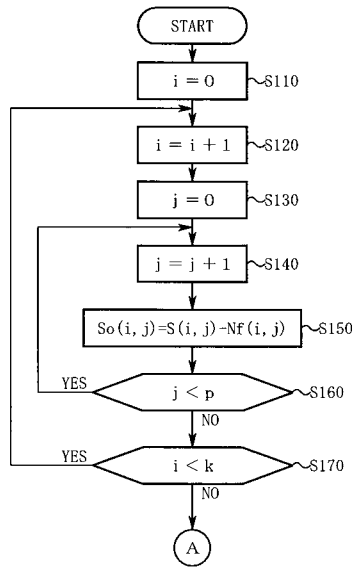 START
i = 0 S110
i = i + 1 S120
j = 0 S130
j = j + 1 S140
So(i,j)=S(i,j)-Nf(i,j) S150
YES j < p S160
NO
YES i < k S170
NO
A